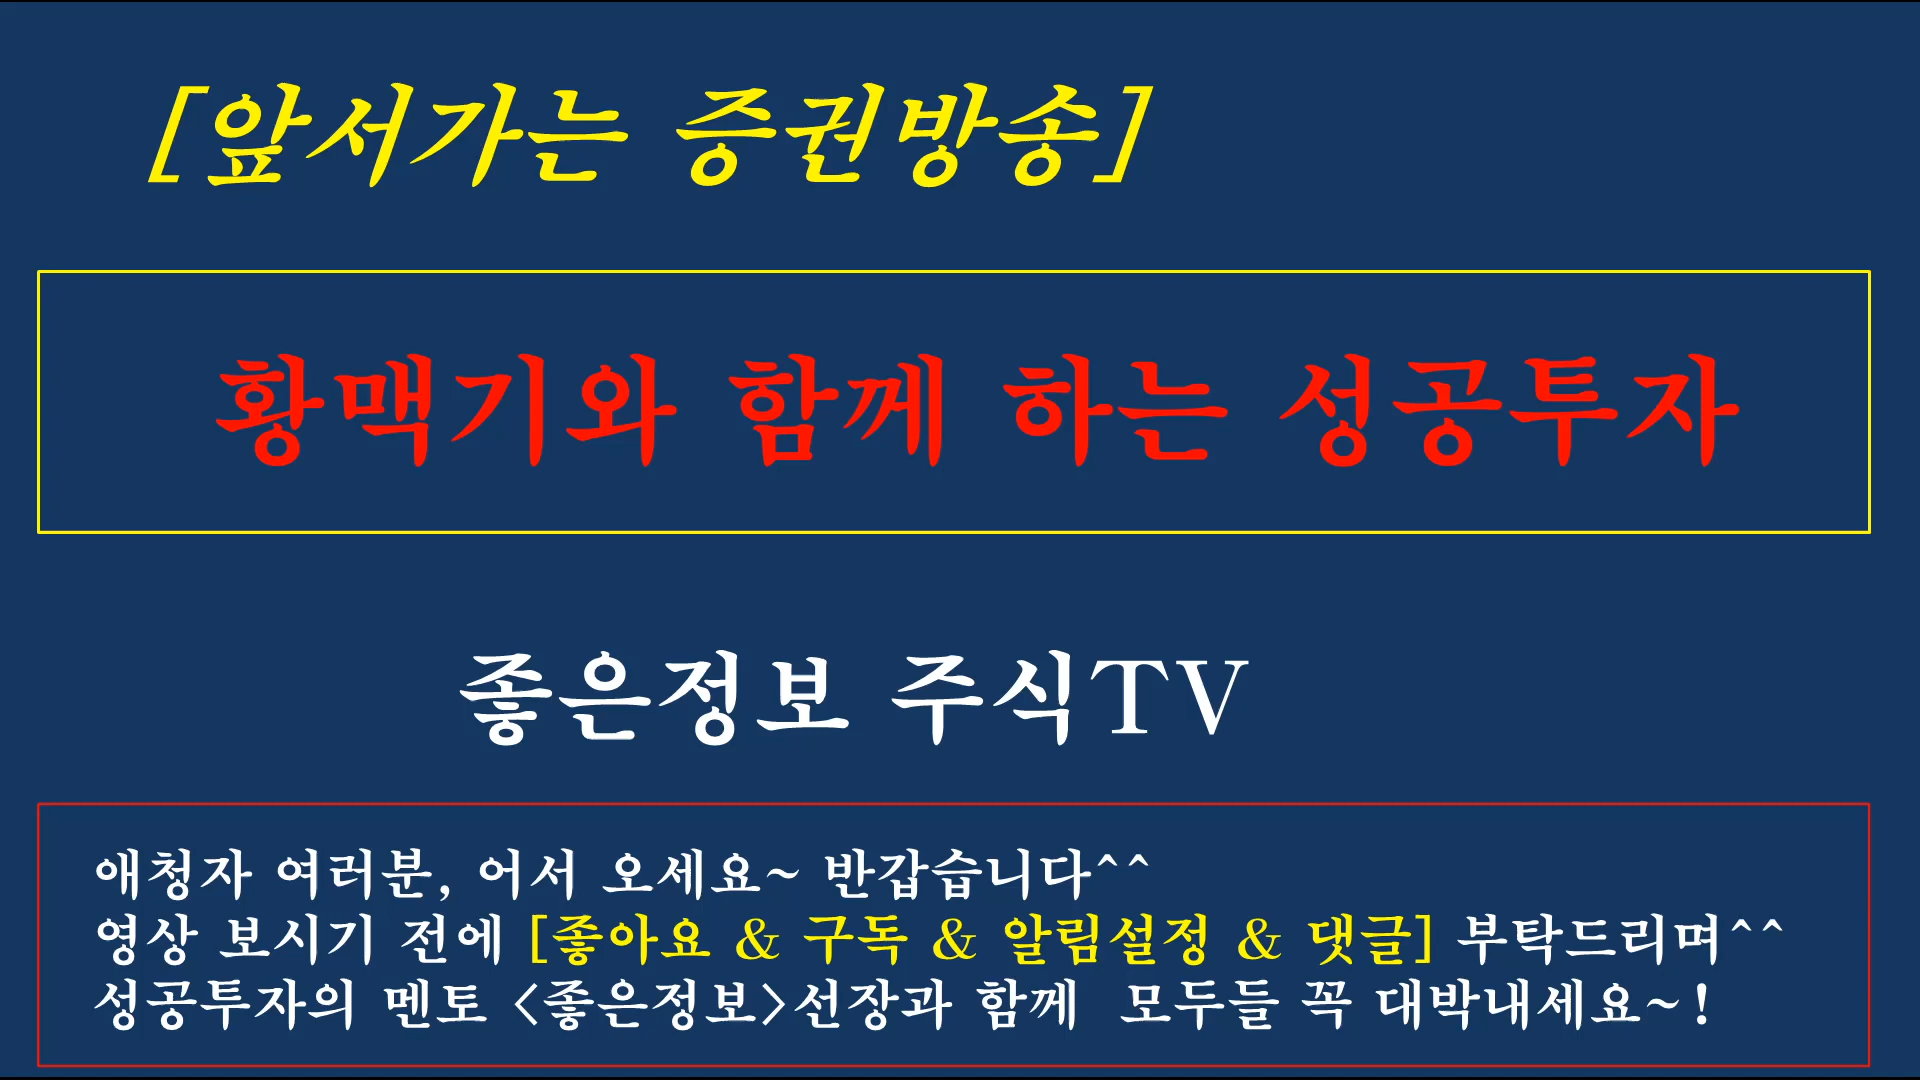 [앞서가는 증권방송]
황맥기와 함께 하는 성공투자
좋은정보 주식TV
애청자 여러분, 어서 오세요~ 반갑습니다^^
영상 보시기 전에 [좋아요 & 구독 & 알림설정 & 댓글] 부탁드리며^^
성공투자의 멘토 <좋은정보>선장과 함께 모두들 꼭 대박내세요~!